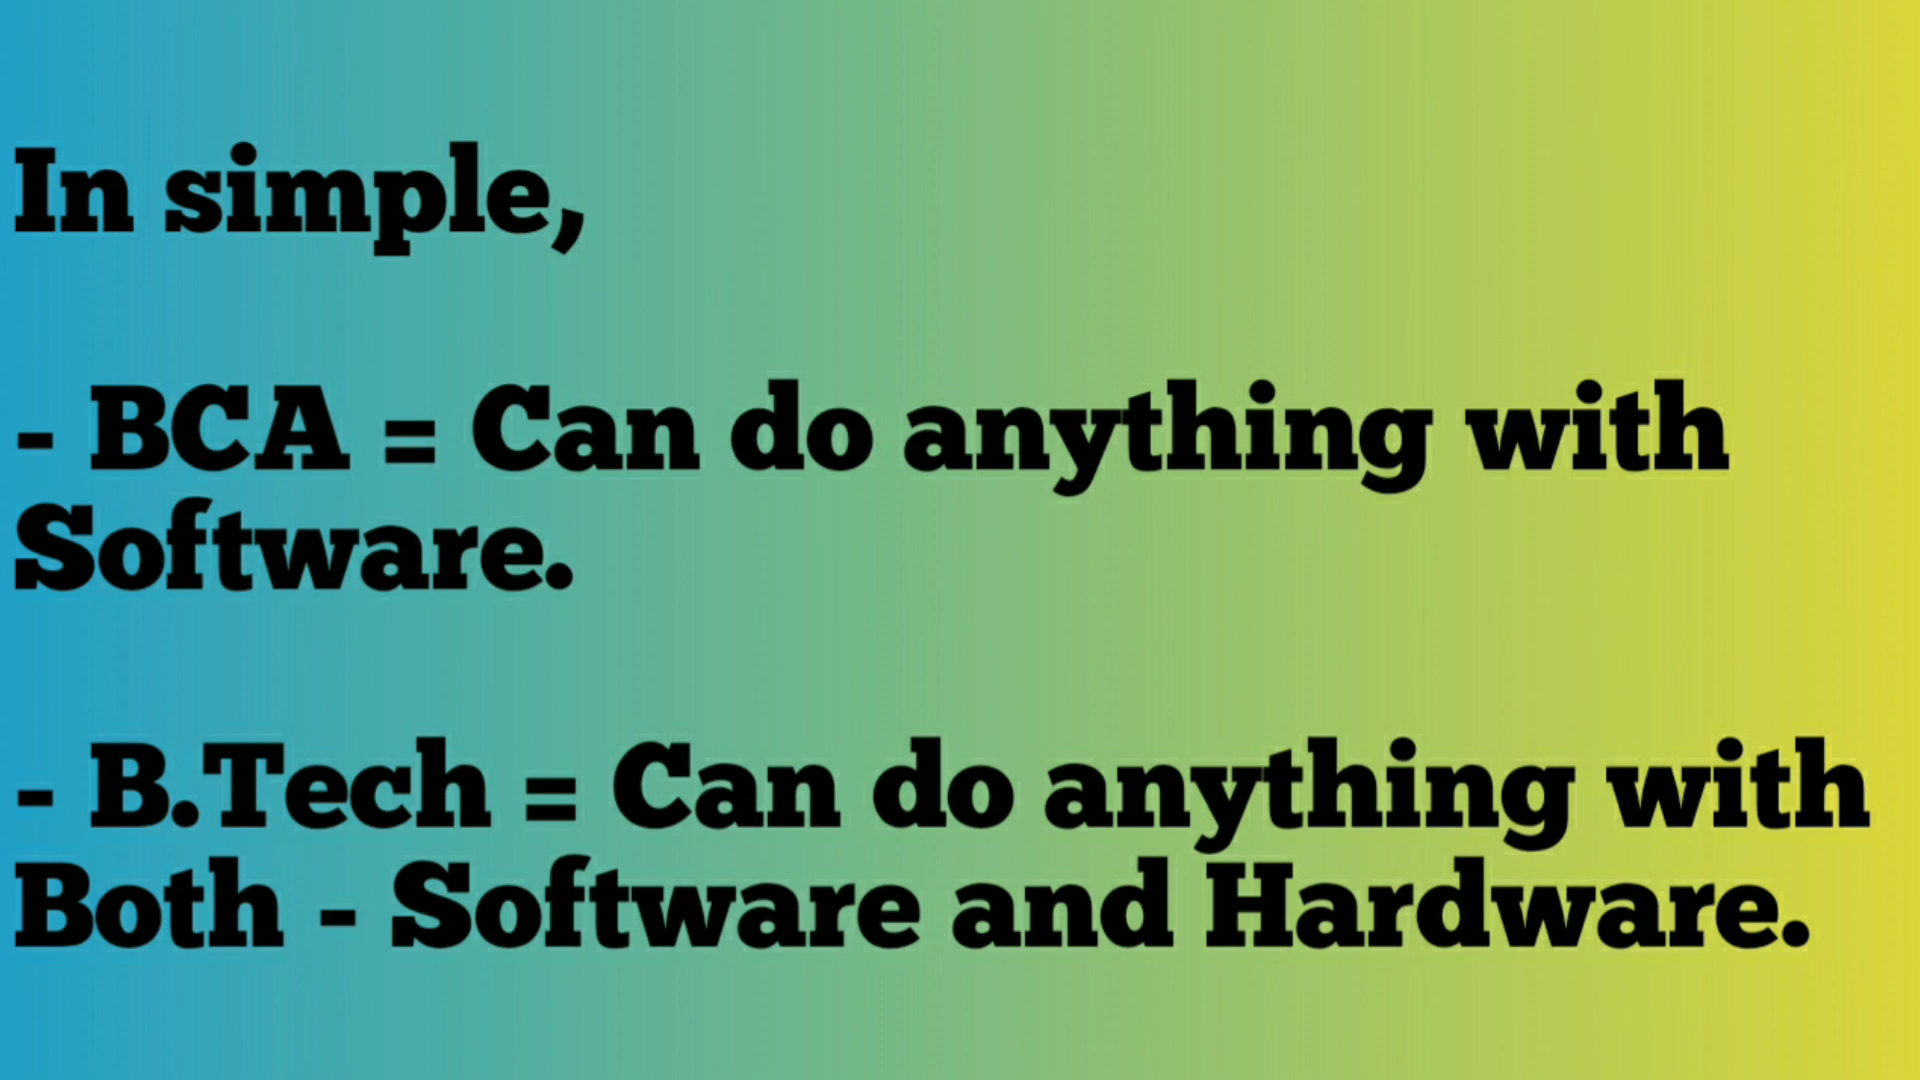 In simple,
- BCA = Can do anything with
Software.
- B.Tech = Can do anything with
Both - Software and Hardware.